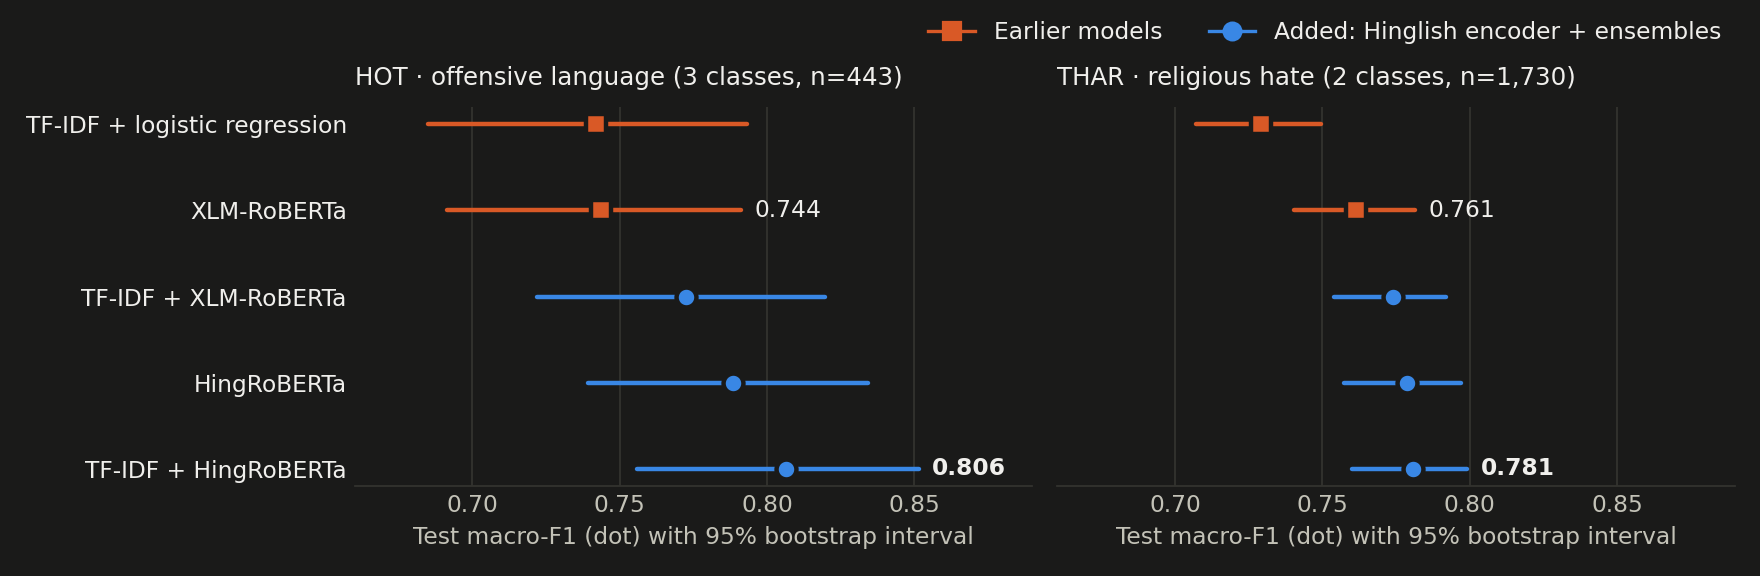 Earlier models
Added: Hinglish encoder + ensembles
HOT · offensive language (3 classes, n=443)
THAR · religious hate (2 classes, n=1,730)
TF-IDF + logistic regression
XLM-RoBERTa
0.744
0.761
TF-IDF + XLM-RoBERTa
HingRoBERTa
TF-IDF + HingRoBERTa
0.806
0.781
0.70 0.75 0.80 0.85
0.70 0.75 0.80 0.85
Test macro-F1 (dot) with 95% bootstrap interval
Test macro-F1 (dot) with 95% bootstrap interval